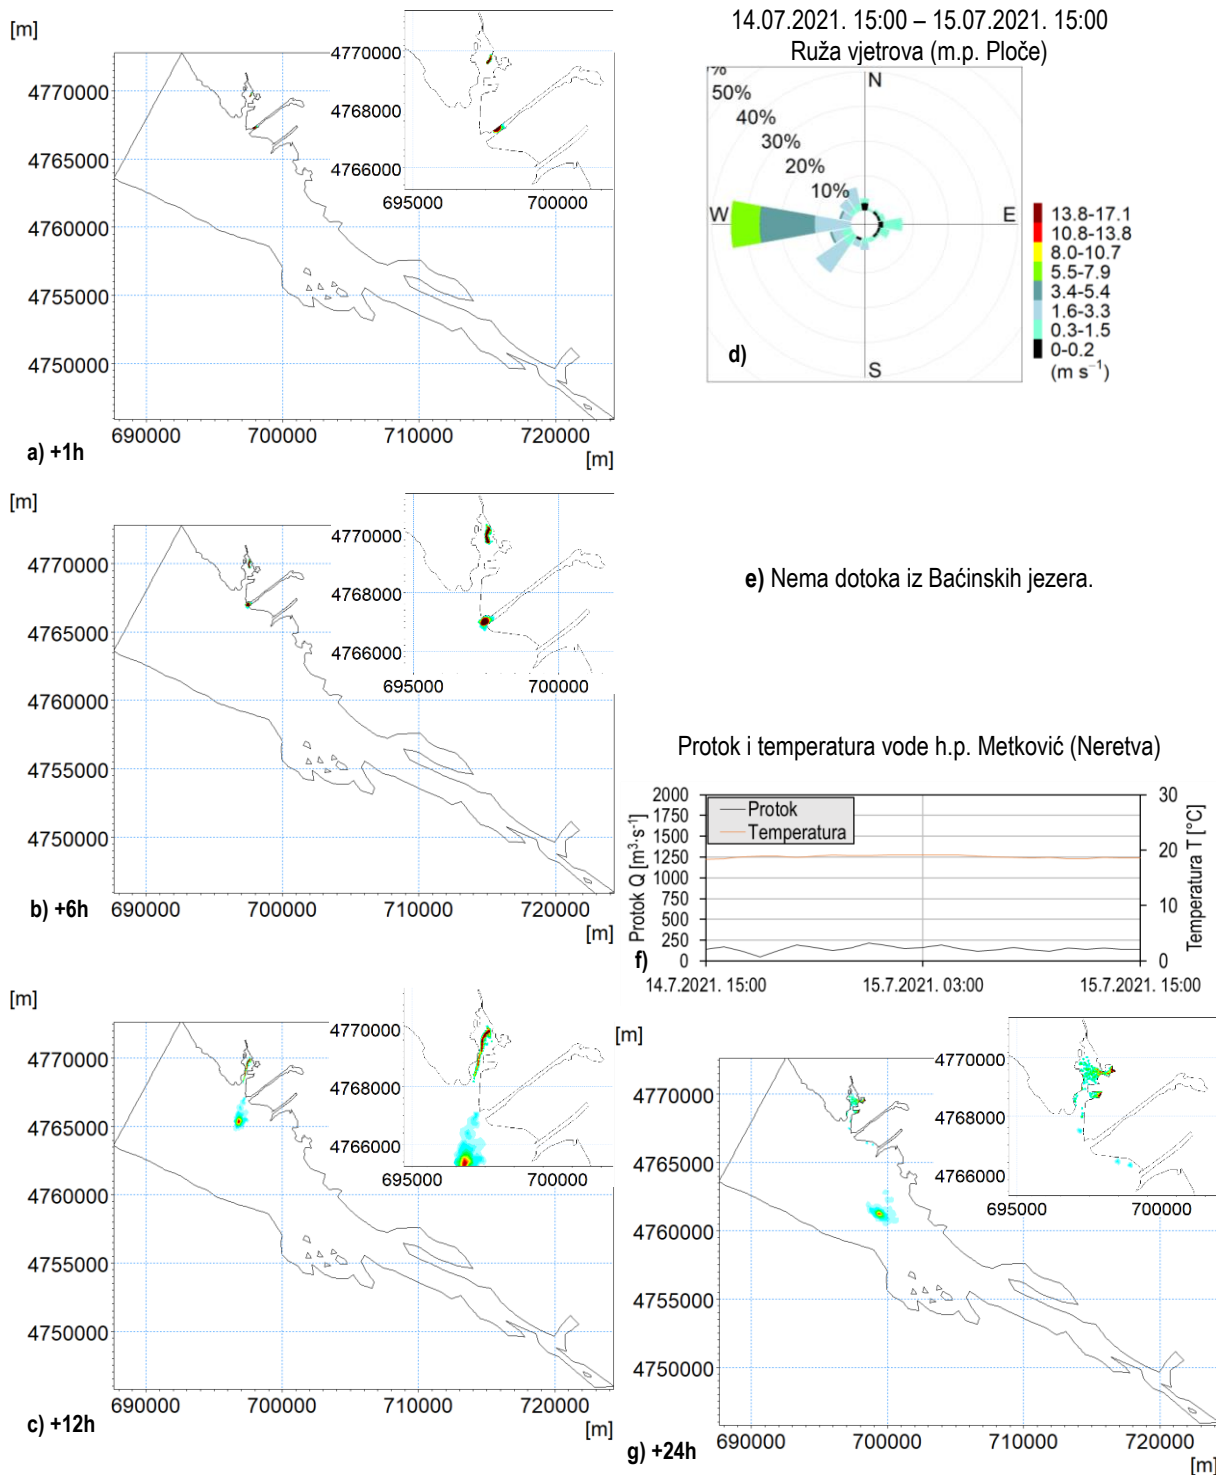 [m]
4770000
4765000
4760000
4755000
4750000
690000 700000 710000 720000
[m]
a) +1h
4770000
4768000
4766000
695000 700000
14.07.2021. 15:00 – 15.07.2021. 15:00
Ruža vjetrova (m.p. Ploče)
%
50%
40%
30%
20%
10%
N
W
E
S
d)
13.8-17.1
10.8-13.8
8.0-10.7
5.5-7.9
3.4-5.4
1.6-3.3
0.3-1.5
0-0.2
(m s⁻¹)
[m]
4770000
4765000
4760000
4755000
4750000
690000 700000 710000 720000
[m]
b) +6h
4770000
4768000
4766000
695000 700000
e) Nema dotoka iz Baćinskih jezera.
Protok i temperatura vode h.p. Metković (Neretva)
Protok Q [m³·s⁻¹]
2000
1750
1500
1250
1000
750
500
250
0
Protok
Temperatura
30
20
10
0
Temperatura T [°C]
f)
14.7.2021. 15:00 15.7.2021. 03:00 15.7.2021. 15:00
[m]
4770000
4765000
4760000
4755000
4750000
690000 700000 710000 720000
[m]
c) +12h
4770000
4768000
4766000
695000 700000
[m]
4770000
4765000
4760000
4755000
4750000
690000 700000 710000 720000
[m]
g) +24h
4770000
4768000
4766000
695000 700000